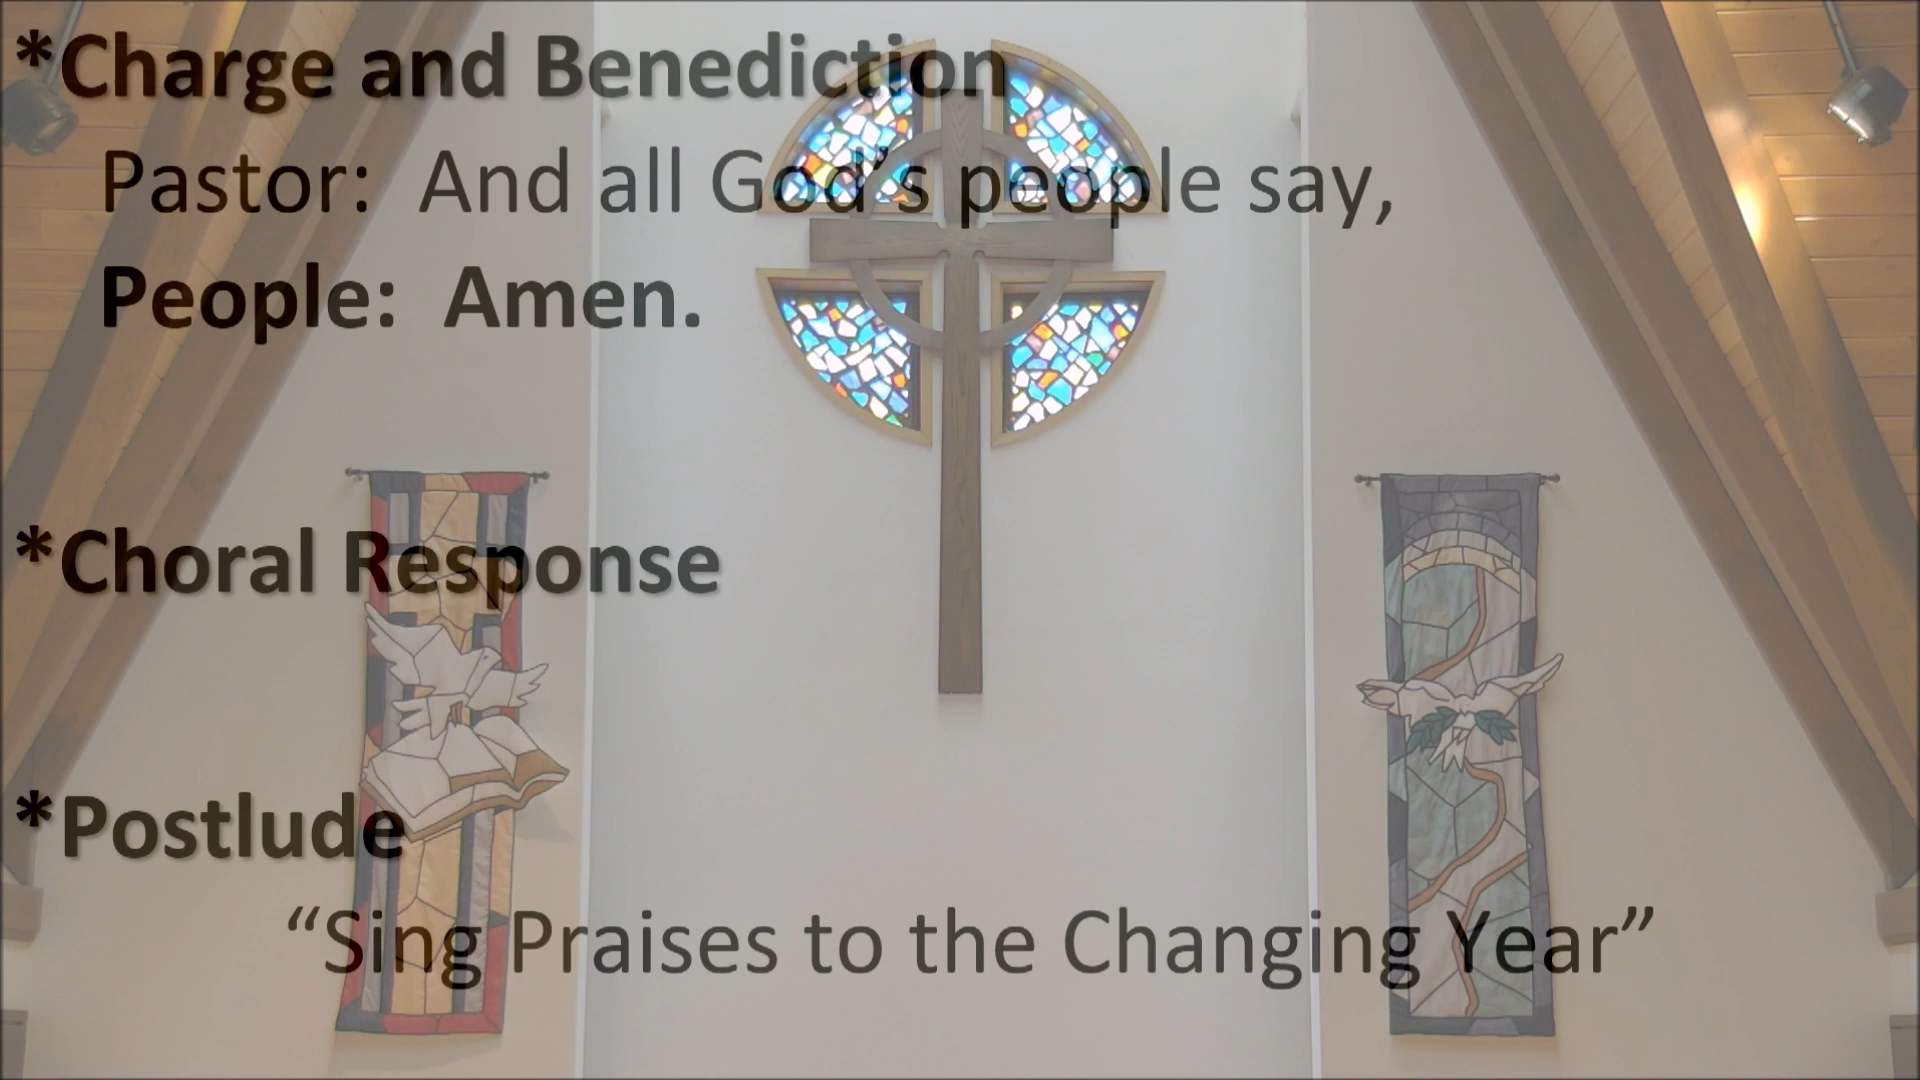 *Charge and Benediction
Pastor: And all God's people say,
People: Amen.
*Choral Response
*Postlude
“Sing Praises to the Changing Year”